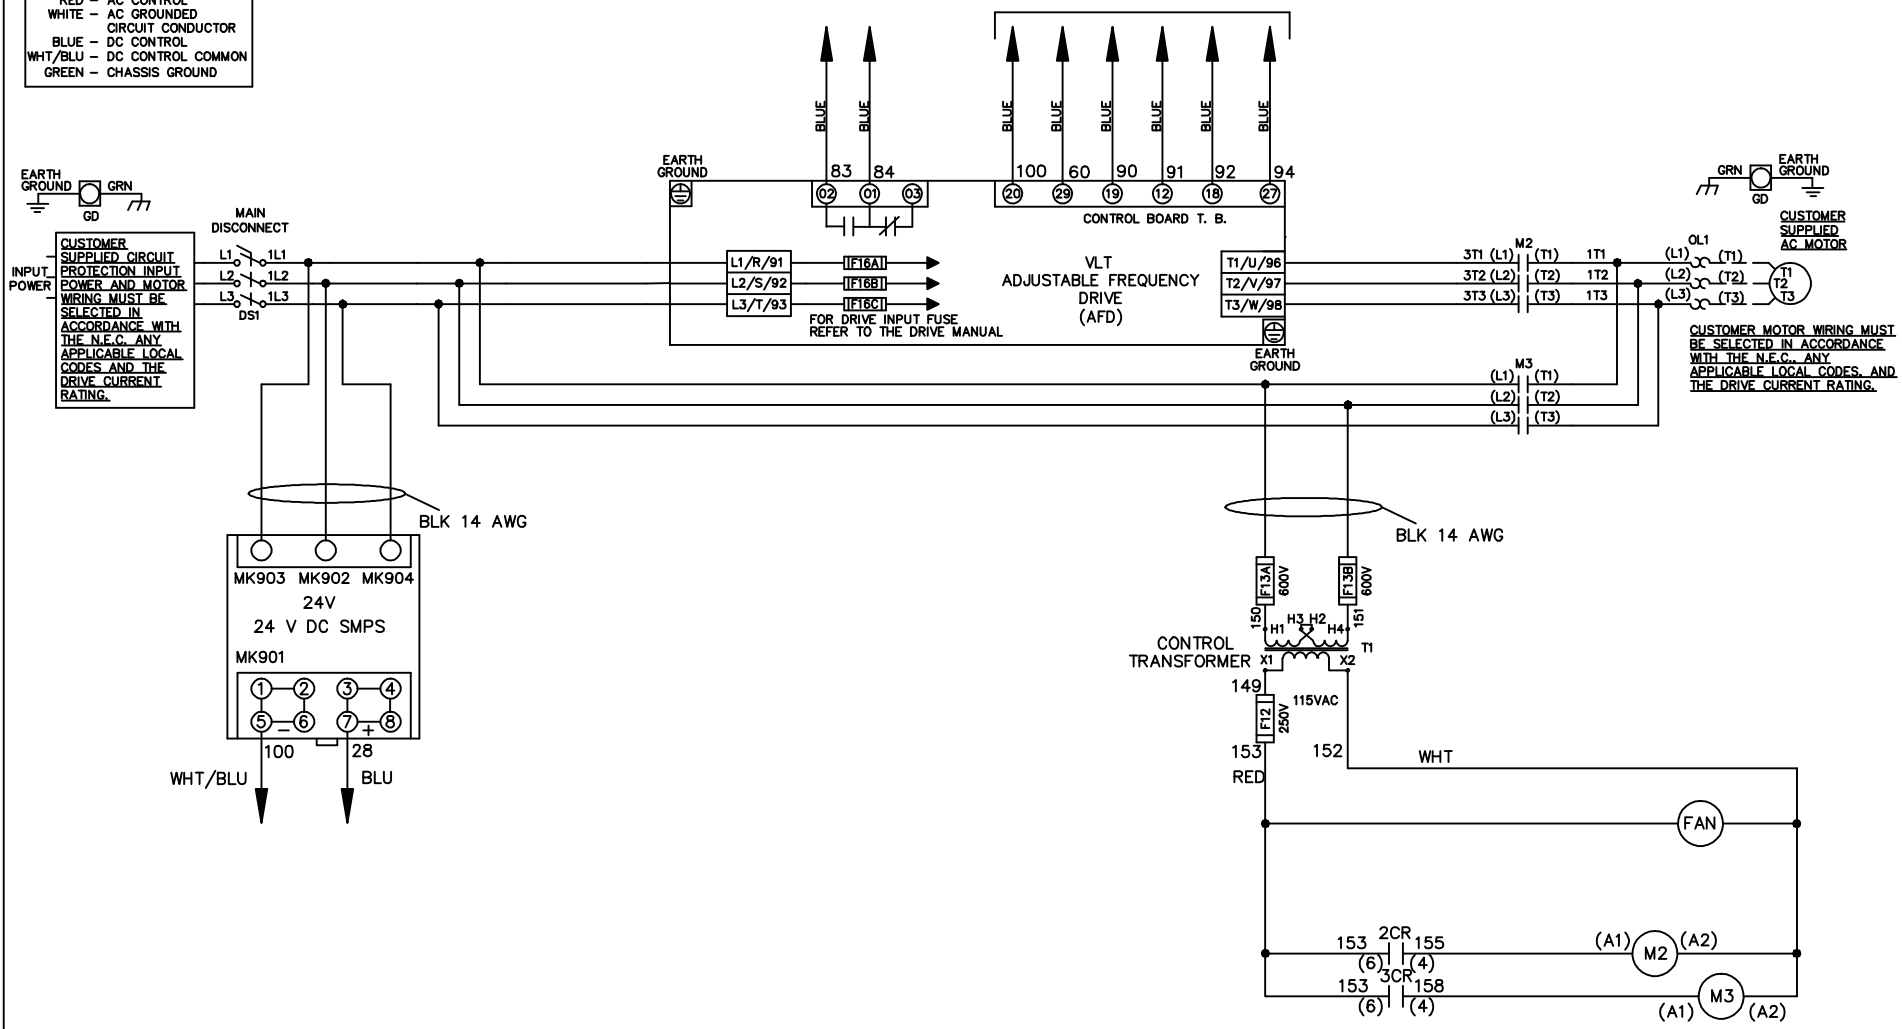 RED – AC CONTROL
WHITE – AC GROUNDED
CIRCUIT CONDUCTOR
BLUE – DC CONTROL
WHT/BLU – DC CONTROL COMMON
GREEN – CHASSIS GROUND
BLUE
BLUE
BLUE
BLUE
BLUE
BLUE
BLUE
BLUE
EARTH
GROUND
GRN
GD
MAIN
DISCONNECT
INPUT
POWER
CUSTOMER
SUPPLIED CIRCUIT
PROTECTION INPUT
POWER AND MOTOR
WIRING MUST BE
SELECTED IN
ACCORDANCE WITH
THE N.E.C. ANY
APPLICABLE LOCAL
CODES AND THE
DRIVE CURRENT
RATING.
L1 1L1
L2 1L2
L3 1L3
DS1
EARTH
GROUND
83 84
02 01 03
100 60 90 91 92 94
20 29 19 12 18 27
CONTROL BOARD T. B.
L1/R/91 F16A
L2/S/92 F16B
L3/T/93 F16C
FOR DRIVE INPUT FUSE
REFER TO THE DRIVE MANUAL
VLT
ADJUSTABLE FREQUENCY
DRIVE
(AFD)
T1/U/96
T2/V/97
T3/W/98
EARTH
GROUND
M2
3T1 (L1) (T1) 1T1
3T2 (L2) (T2) 1T2
3T3 (L3) (T3) 1T3
M3
(L1) (T1)
(L2) (T2)
(L3) (T3)
GRN
EARTH
GROUND
GD
CUSTOMER
SUPPLIED
AC MOTOR
OL1
(L1) (T1)
(L2) (T2)
(L3) (T3)
T1
T2
T3
CUSTOMER MOTOR WIRING MUST
BE SELECTED IN ACCORDANCE
WITH THE N.E.C., ANY
APPLICABLE LOCAL CODES, AND
THE DRIVE CURRENT RATING.
BLK 14 AWG
MK903 MK902 MK904
24V
24 V DC SMPS
MK901
1 2 3 4
5 6 7 8
– +
100 28
WHT/BLU BLU
BLK 14 AWG
F13A 600V F13B 600V
150 151
H1 H3 H2 H4
T1
CONTROL
TRANSFORMER
X1 X2
149
115VAC
F12 250V
153 152
RED
WHT
FAN
2CR
153 155
(6) (4)
(A1) M2 (A2)
3CR
153 158
(6) (4)
(A1) M3 (A2)